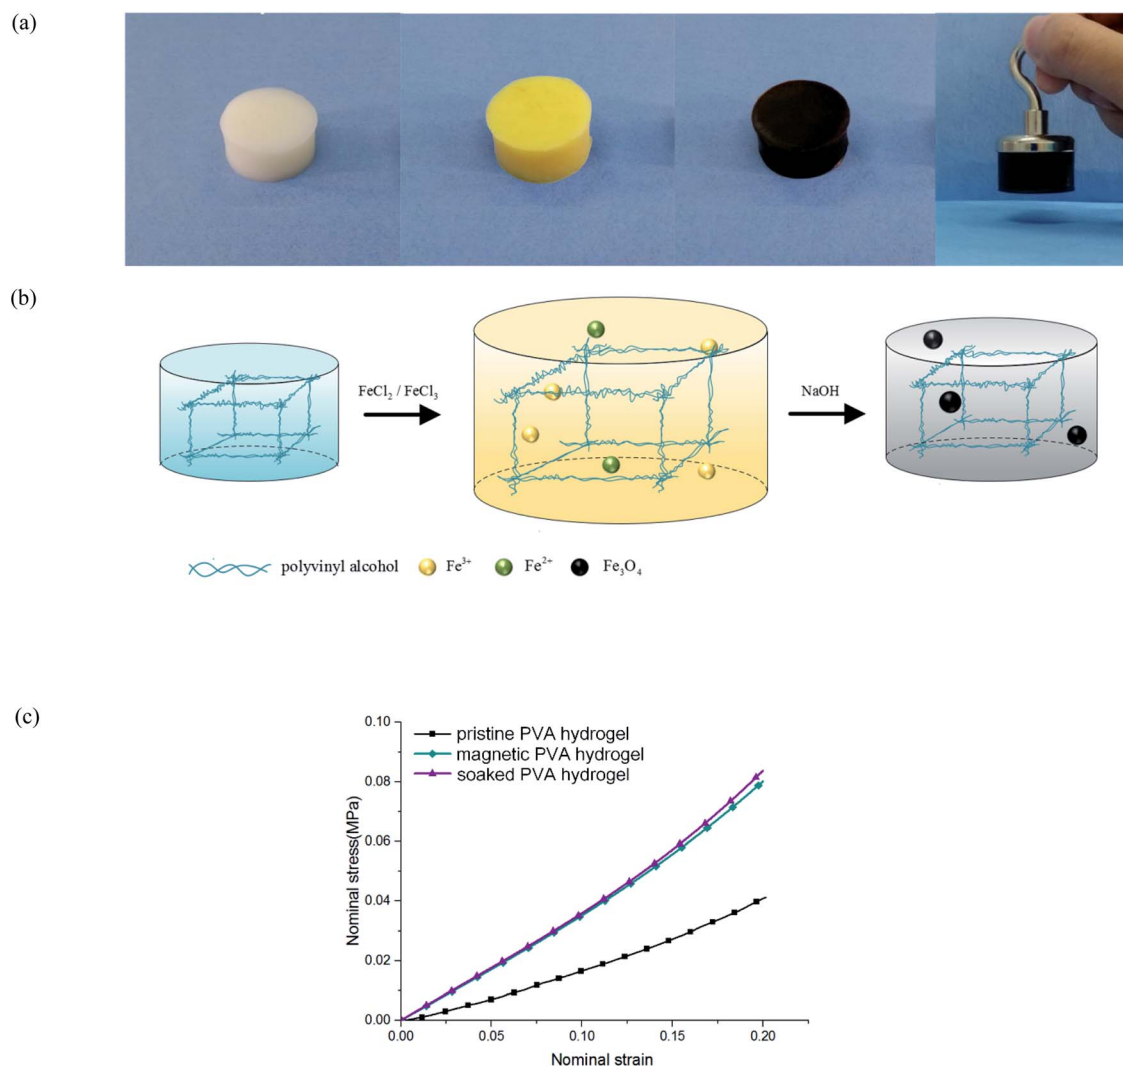 (a)
(b)
FeCl₂ / FeCl₃
NaOH
polyvinyl alcohol
Fe³⁺
Fe²⁺
Fe₃O₄
(c)
0.10
0.08
0.06
0.04
0.02
0.00
Nominal stress(MPa)
pristine PVA hydrogel
magnetic PVA hydrogel
soaked PVA hydrogel
0.00
0.05
0.10
0.15
0.20
Nominal strain